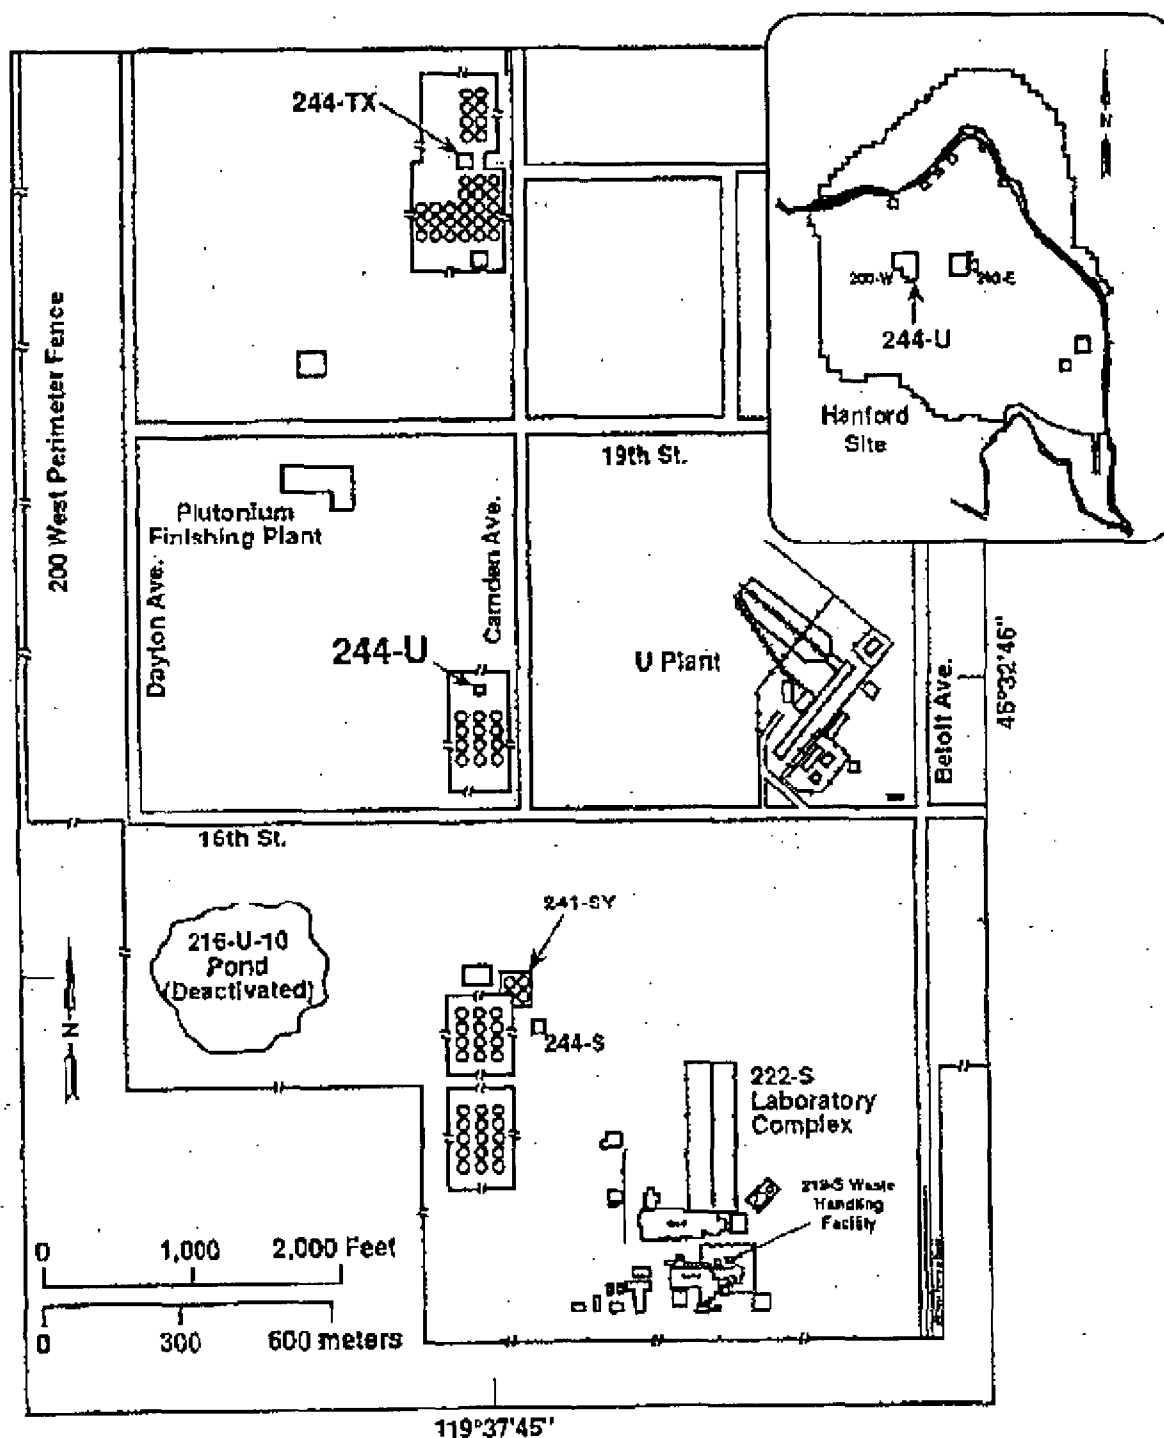 244-TX
N
200-W
200-E
244-U
Hanford
Site
200 West Perimeter Fence
19th St.
Plutonium
Finishing Plant
Dayton Ave.
Camden Ave.
244-U
U Plant
Beloit Ave.
46°32'46"
16th St.
241-SY
216-U-10
Pond
(Deactivated)
N
244-S
222-S
Laboratory
Complex
219-S Waste
Handling
Facility
0 1,000 2,000 Feet
0 300 600 meters
119°37'45"